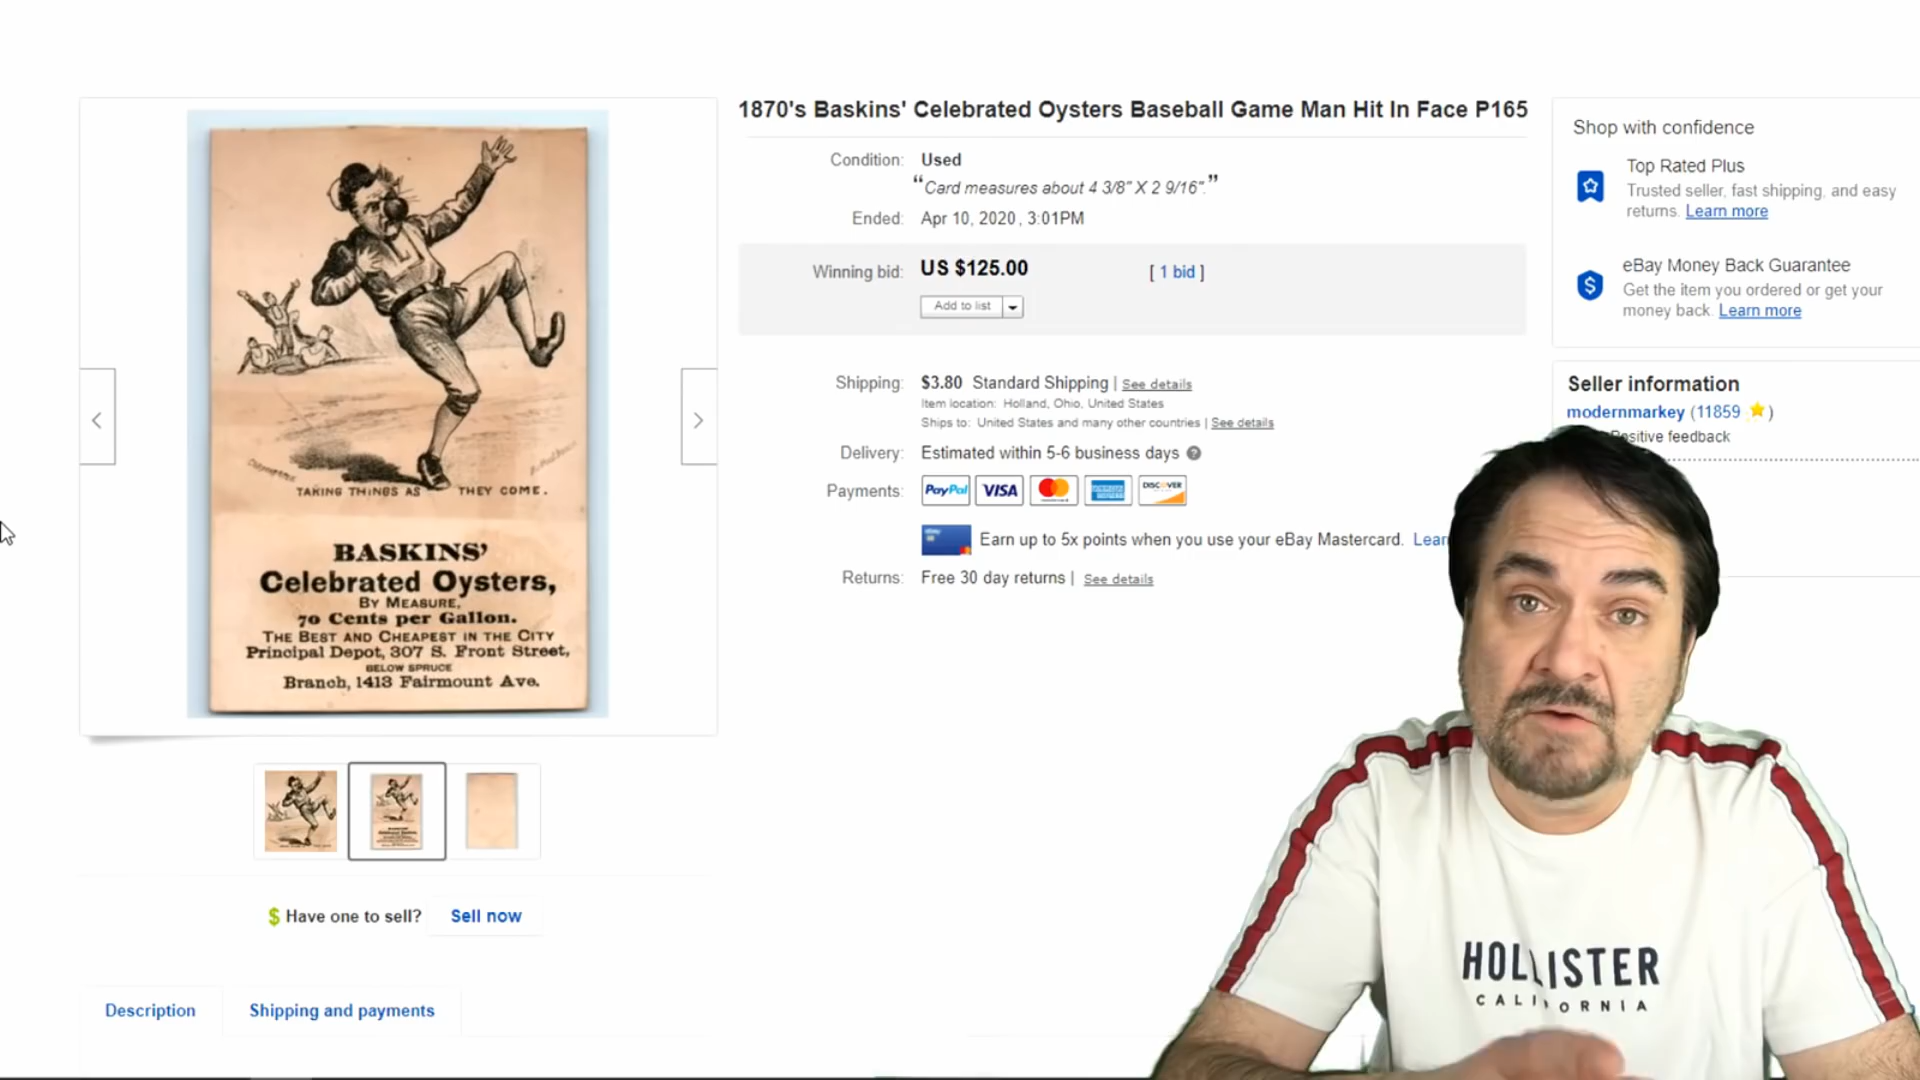 1870's Baskins' Celebrated Oysters Baseball Game Man Hit In Face P165
Condition: Used
“Card measures about 4 3/8" X 2 9/16".”
Ended: Apr 10, 2020 , 3:01PM
Winning bid: US $125.00 [ 1 bid ]
Add to list
Shipping: $3.80 Standard Shipping | See details
Item location: Holland, Ohio, United States
Ships to: United States and many other countries | See details
Delivery: Estimated within 5-6 business days
Payments: PayPal VISA AMERICAN EXPRESS DISCOVER
ebay
Earn up to 5x points when you use your eBay Mastercard. Lear
Returns: Free 30 day returns | See details
Shop with confidence
Top Rated Plus
Trusted seller, fast shipping, and easy
returns. Learn more
eBay Money Back Guarantee
Get the item you ordered or get your
money back. Learn more
Seller information
modernmarkey (11859 )
Positive feedback
TAKING THINGS AS THEY COME.
BASKINS'
Celebrated Oysters,
BY MEASURE,
70 Cents per Gallon.
THE BEST AND CHEAPEST IN THE CITY
Principal Depot, 307 S. Front Street,
BELOW SPRUCE
Branch, 1413 Fairmount Ave.
$ Have one to sell? Sell now
Description Shipping and payments
HOLLISTER
CALIFORNIA